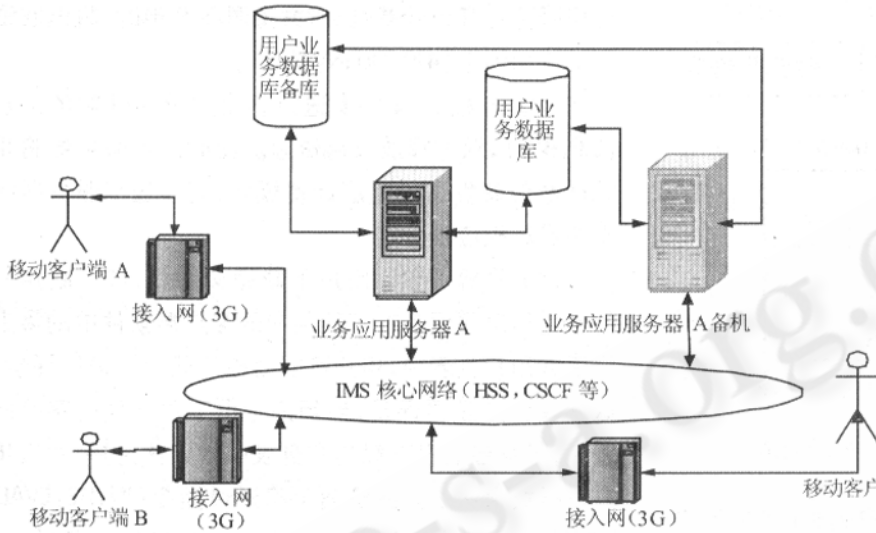 用户业
务数据
库备库
用户业
务数据
库
移动客户端 A
接入网(3G)
业务应用服务器 A
业务应用服务器 A 备机
IMS 核心网络(HSS,CSCF 等)
移动客户端 B
接入网
(3G)
接入网(3G)
移动客户